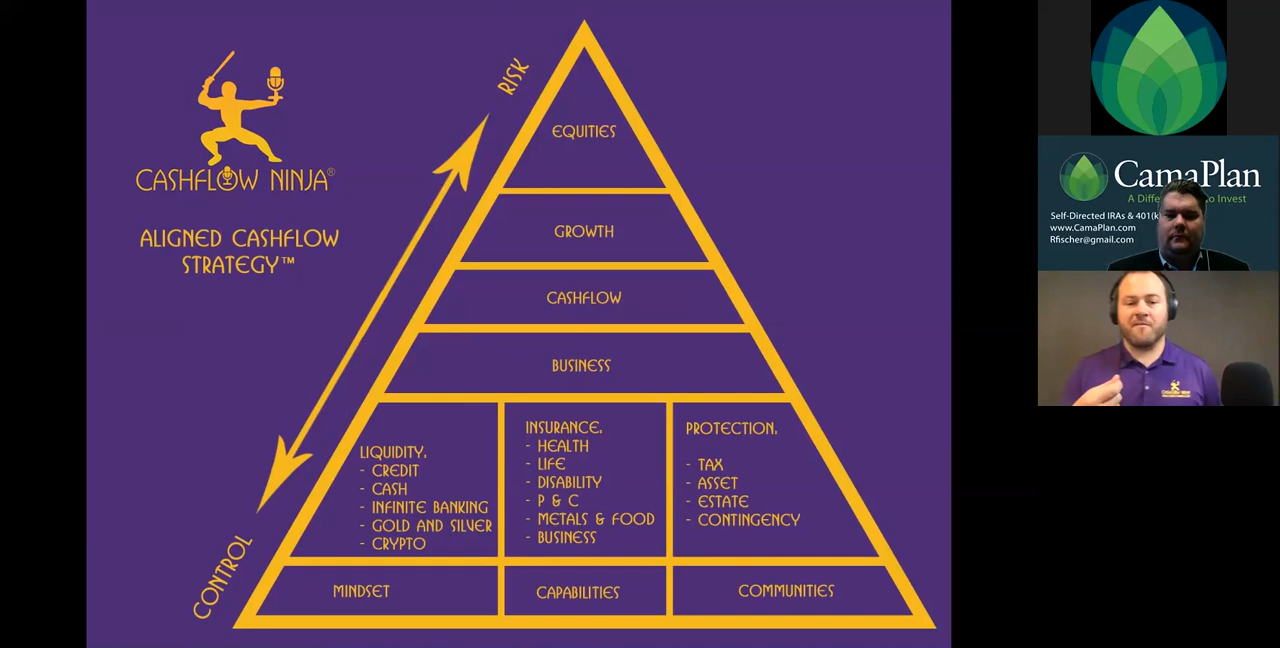 CASHFLOW NINJA®
ALIGNED CASHFLOW
STRATEGY™
RISK
CONTROL
EQUITIES
GROWTH
CASHFLOW
BUSINESS
LIQUIDITY.
- CREDIT
- CASH
- INFINITE BANKING
- GOLD AND SILVER
- CRYPTO
INSURANCE.
- HEALTH
- LIFE
- DISABILITY
- P & C
- METALS & FOOD
- BUSINESS
PROTECTION.
- TAX
- ASSET
- ESTATE
- CONTINGENCY
MINDSET
CAPABILITIES
COMMUNITIES
CamaPlan
A to Invest
Self-Directed IRAs & 401(k
www.CamaPlan.com
Rfischer@gmail.com